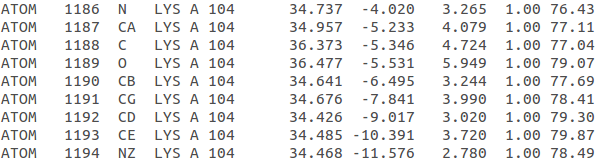 ATOM   1186  N   LYS A 104      34.737  -4.020   3.265  1.00 76.43
ATOM   1187  CA  LYS A 104      34.957  -5.233   4.079  1.00 77.11
ATOM   1188  C   LYS A 104      36.373  -5.346   4.724  1.00 77.04
ATOM   1189  O   LYS A 104      36.477  -5.531   5.949  1.00 79.07
ATOM   1190  CB  LYS A 104      34.641  -6.495   3.244  1.00 77.69
ATOM   1191  CG  LYS A 104      34.676  -7.841   3.990  1.00 78.41
ATOM   1192  CD  LYS A 104      34.426  -9.017   3.020  1.00 79.30
ATOM   1193  CE  LYS A 104      34.485 -10.391   3.720  1.00 79.87
ATOM   1194  NZ  LYS A 104      34.468 -11.576   2.780  1.00 78.49